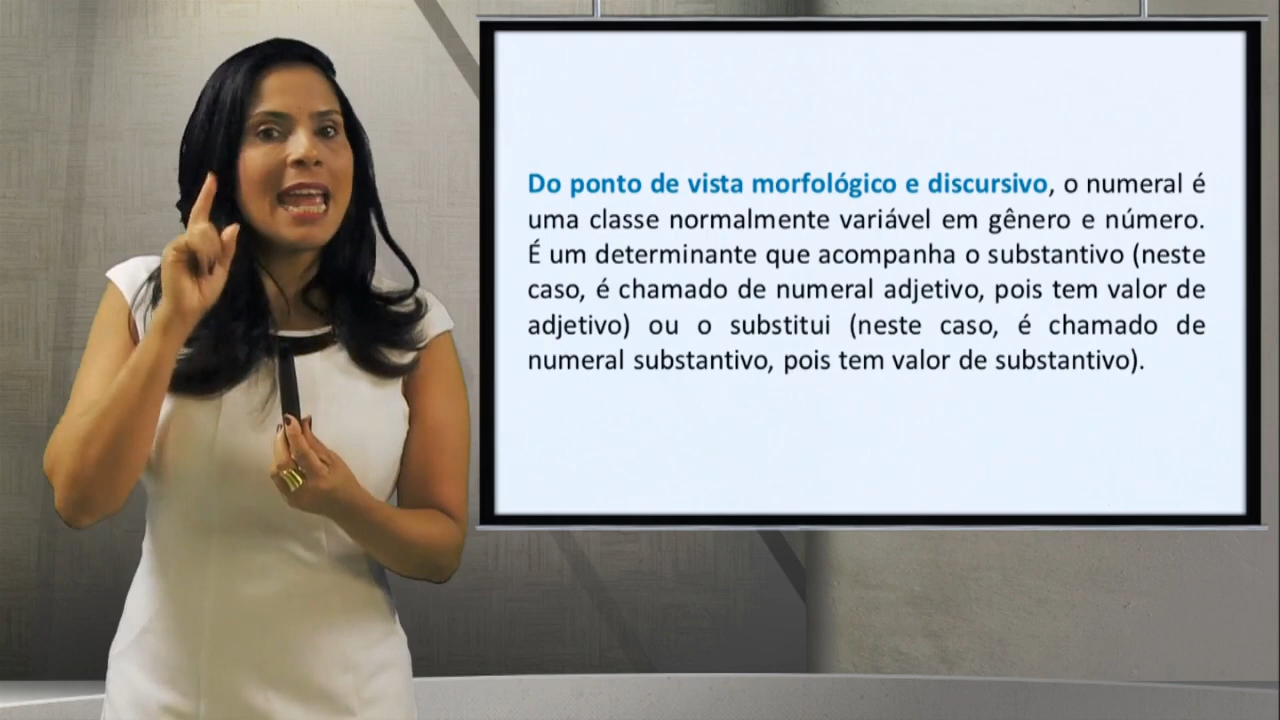 Do ponto de vista morfológico e discursivo, o numeral é
uma classe normalmente variável em gênero e número.
É um determinante que acompanha o substantivo (neste
caso, é chamado de numeral adjetivo, pois tem valor de
adjetivo) ou o substitui (neste caso, é chamado de
numeral substantivo, pois tem valor de substantivo).